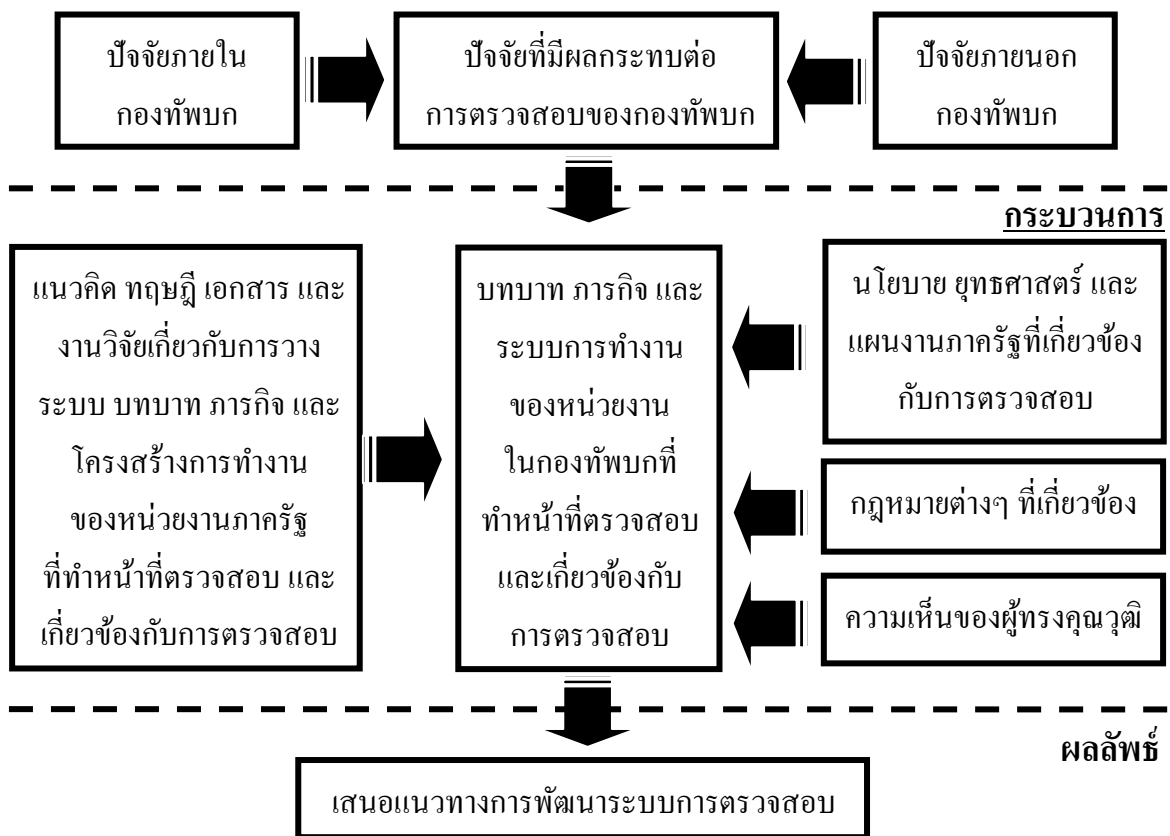 ปัจจัยภายใน
กองทัพบก
ปัจจัยที่มีผลกระทบต่อ
การตรวจสอบของกองทัพบก
ปัจจัยภายนอก
กองทัพบก
กระบวนการ
แนวคิด ทฤษฎี เอกสาร และ
งานวิจัยเกี่ยวกับการวาง
ระบบ บทบาท ภารกิจ และ
โครงสร้างการทำงาน
ของหน่วยงานภาครัฐ
ที่ทำหน้าที่ตรวจสอบ และ
เกี่ยวข้องกับการตรวจสอบ
บทบาท ภารกิจ และ
ระบบการทำงาน
ของหน่วยงาน
ในกองทัพบกที่
ทำหน้าที่ตรวจสอบ
และเกี่ยวข้องกับ
การตรวจสอบ
นโยบาย ยุทธศาสตร์ และ
แผนงานภาครัฐที่เกี่ยวข้อง
กับการตรวจสอบ
กฎหมายต่างๆ ที่เกี่ยวข้อง
ความเห็นของผู้ทรงคุณวุฒิ
ผลลัพธ์
เสนอแนวทางการพัฒนาระบบการตรวจสอบ